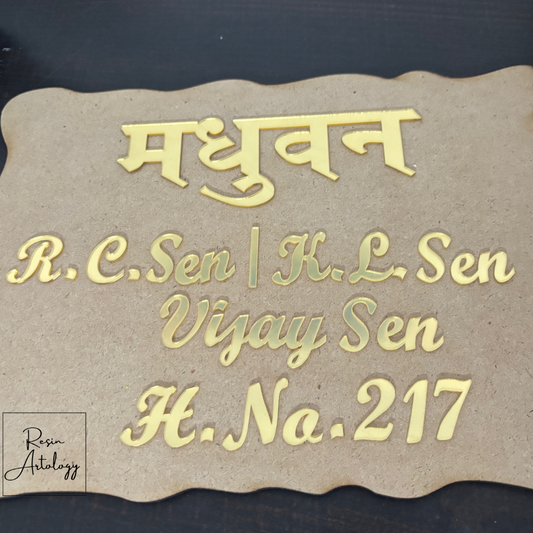 मधुवन
R.C.Sen | K.L.Sen
Vijay Sen
H.No.217
Resin
Artology